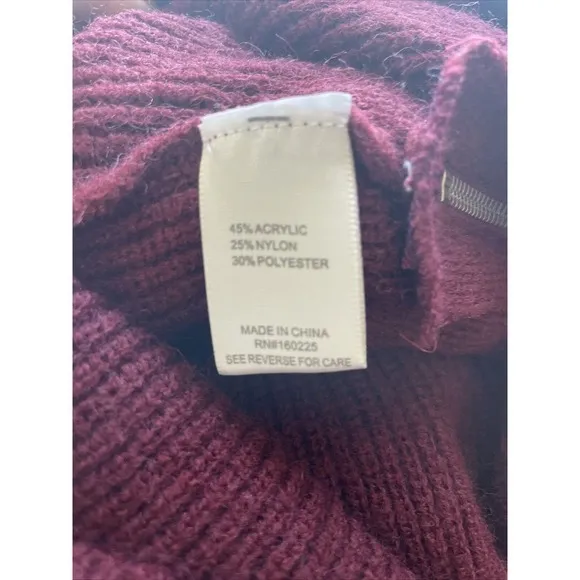 45% ACRYLIC
25% NYLON
30% POLYESTER
MADE IN CHINA
RN#160225
SEE REVERSE FOR CARE